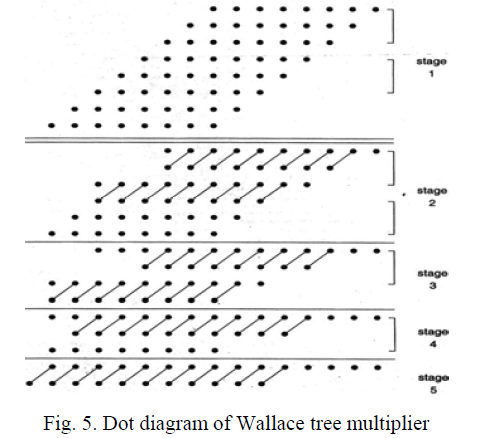 stage
1
stage
2
stage
3
stage
4
stage
5
Fig. 5. Dot diagram of Wallace tree multiplier